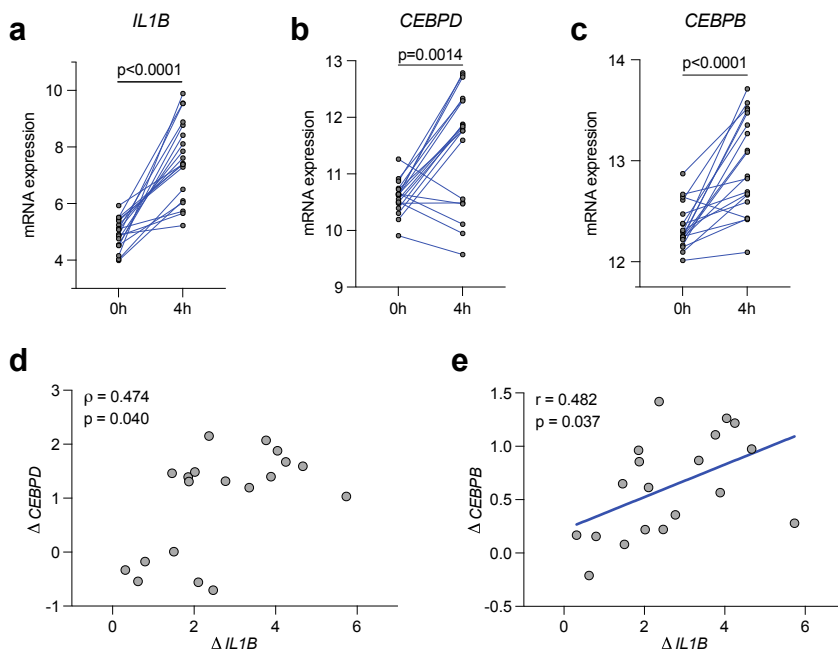 a
IL1B
p<0.0001
mRNA expression
10
8
6
4
0h
4h
b
CEBPD
p=0.0014
mRNA expression
13
12
11
10
9
0h
4h
c
CEBPB
p<0.0001
mRNA expression
14
13
12
0h
4h
d
ρ = 0.474
p = 0.040
Δ CEBPD
3
2
1
0
-1
0
2
4
6
Δ IL1B
e
r = 0.482
p = 0.037
Δ CEBPB
1.5
1.0
0.5
0.0
-0.5
0
2
4
6
Δ IL1B